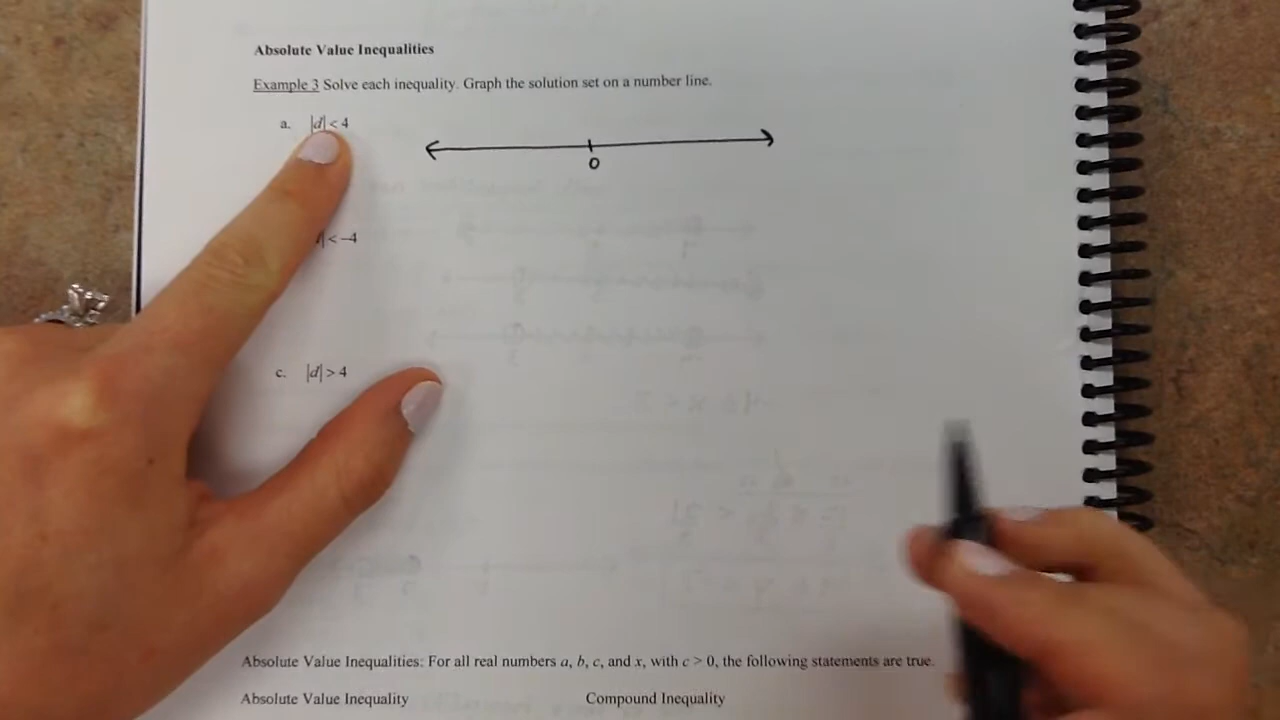 Absolute Value Inequalities
Example 3 Solve each inequality. Graph the solution set on a number line.
a. |d| < 4
0
| < -4
c. |d| > 4
Absolute Value Inequalities: For all real numbers a, b, c, and x, with c > 0, the following statements are true.
Absolute Value Inequality Compound Inequality